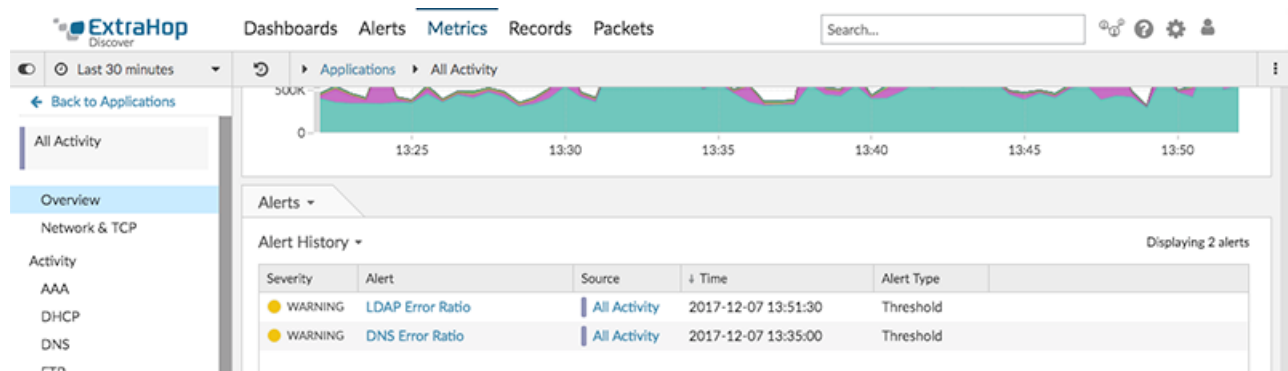 ExtraHop
Discover
Dashboards Alerts Metrics Records Packets
Search...
Last 30 minutes
Applications All Activity
Back to Applications
500K
0
13:25 13:30 13:35 13:40 13:45 13:50
All Activity
Overview
Network & TCP
Activity
AAA
DHCP
DNS
FTP
Alerts
Alert History
Displaying 2 alerts
Severity Alert Source ↓ Time Alert Type
WARNING LDAP Error Ratio All Activity 2017-12-07 13:51:30 Threshold
WARNING DNS Error Ratio All Activity 2017-12-07 13:35:00 Threshold